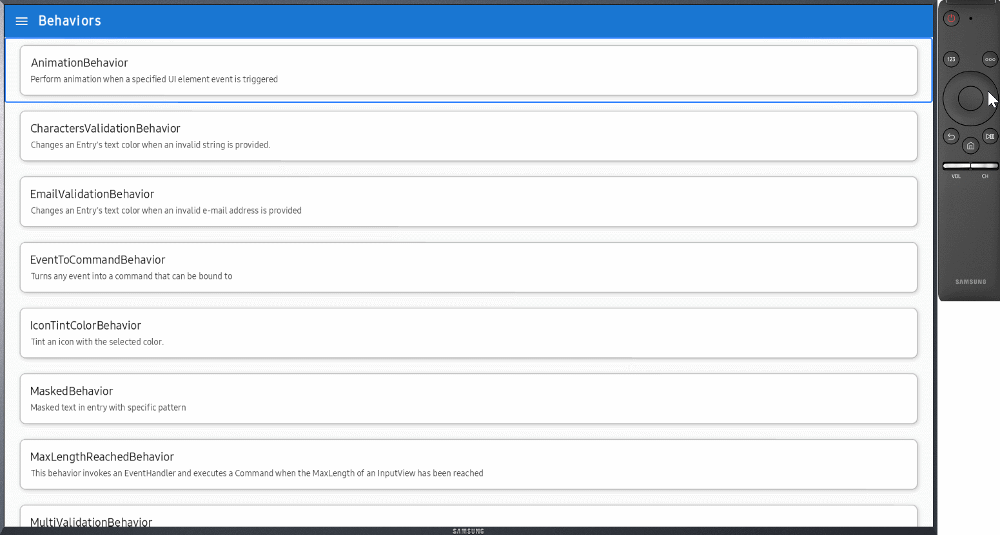 Behaviors
AnimationBehavior
Perform animation when a specified UI element event is triggered
CharactersValidationBehavior
Changes an Entry's text color when an invalid string is provided.
EmailValidationBehavior
Changes an Entry's text color when an invalid e-mail address is provided
EventToCommandBehavior
Turns any event into a command that can be bound to
IconTintColorBehavior
Tint an icon with the selected color.
MaskedBehavior
Masked text in entry with specific pattern
MaxLengthReachedBehavior
This behavior invokes an EventHandler and executes a Command when the MaxLength of an InputView has been reached
MultiValidationBehavior
SAMSUNG
123
VOL CH
SAMSUNG